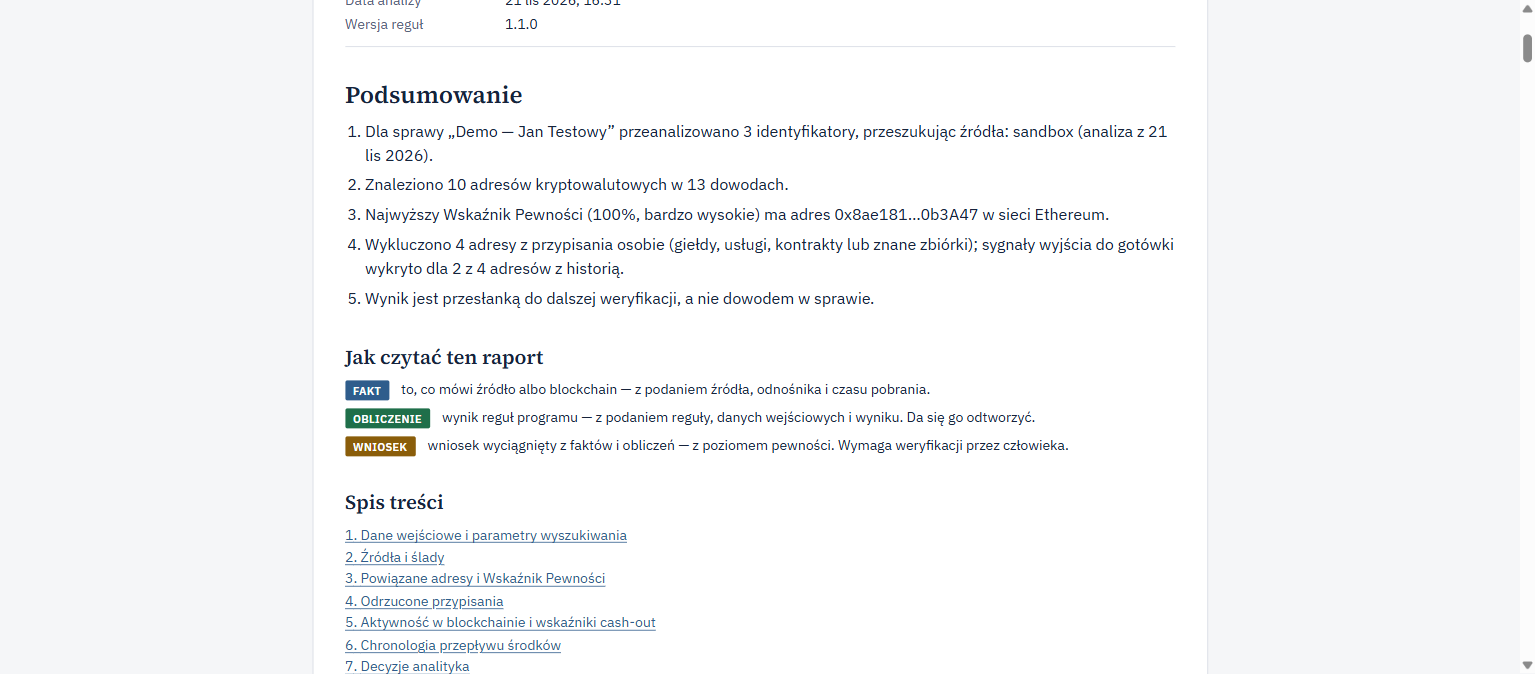 Data analizy 21 lis 2026, 16:31
Wersja reguł 1.1.0
Podsumowanie
1. Dla sprawy „Demo — Jan Testowy” przeanalizowano 3 identyfikatory, przeszukując źródła: sandbox (analiza z 21
lis 2026).
2. Znaleziono 10 adresów kryptowalutowych w 13 dowodach.
3. Najwyższy Wskaźnik Pewności (100%, bardzo wysokie) ma adres 0x8ae181…0b3A47 w sieci Ethereum.
4. Wykluczono 4 adresy z przypisania osobie (giełdy, usługi, kontrakty lub znane zbiórki); sygnały wyjścia do gotówki
wykryto dla 2 z 4 adresów z historią.
5. Wynik jest przesłanką do dalszej weryfikacji, a nie dowodem w sprawie.
Jak czytać ten raport
FAKT to, co mówi źródło albo blockchain — z podaniem źródła, odnośnika i czasu pobrania.
OBLICZENIE wynik reguł programu — z podaniem reguły, danych wejściowych i wyniku. Da się go odtworzyć.
WNIOSEK wniosek wyciągnięty z faktów i obliczeń — z poziomem pewności. Wymaga weryfikacji przez człowieka.
Spis treści
1. Dane wejściowe i parametry wyszukiwania
2. Źródła i ślady
3. Powiązane adresy i Wskaźnik Pewności
4. Odrzucone przypisania
5. Aktywność w blockchainie i wskaźniki cash-out
6. Chronologia przepływu środków
7. Decyzje analityka